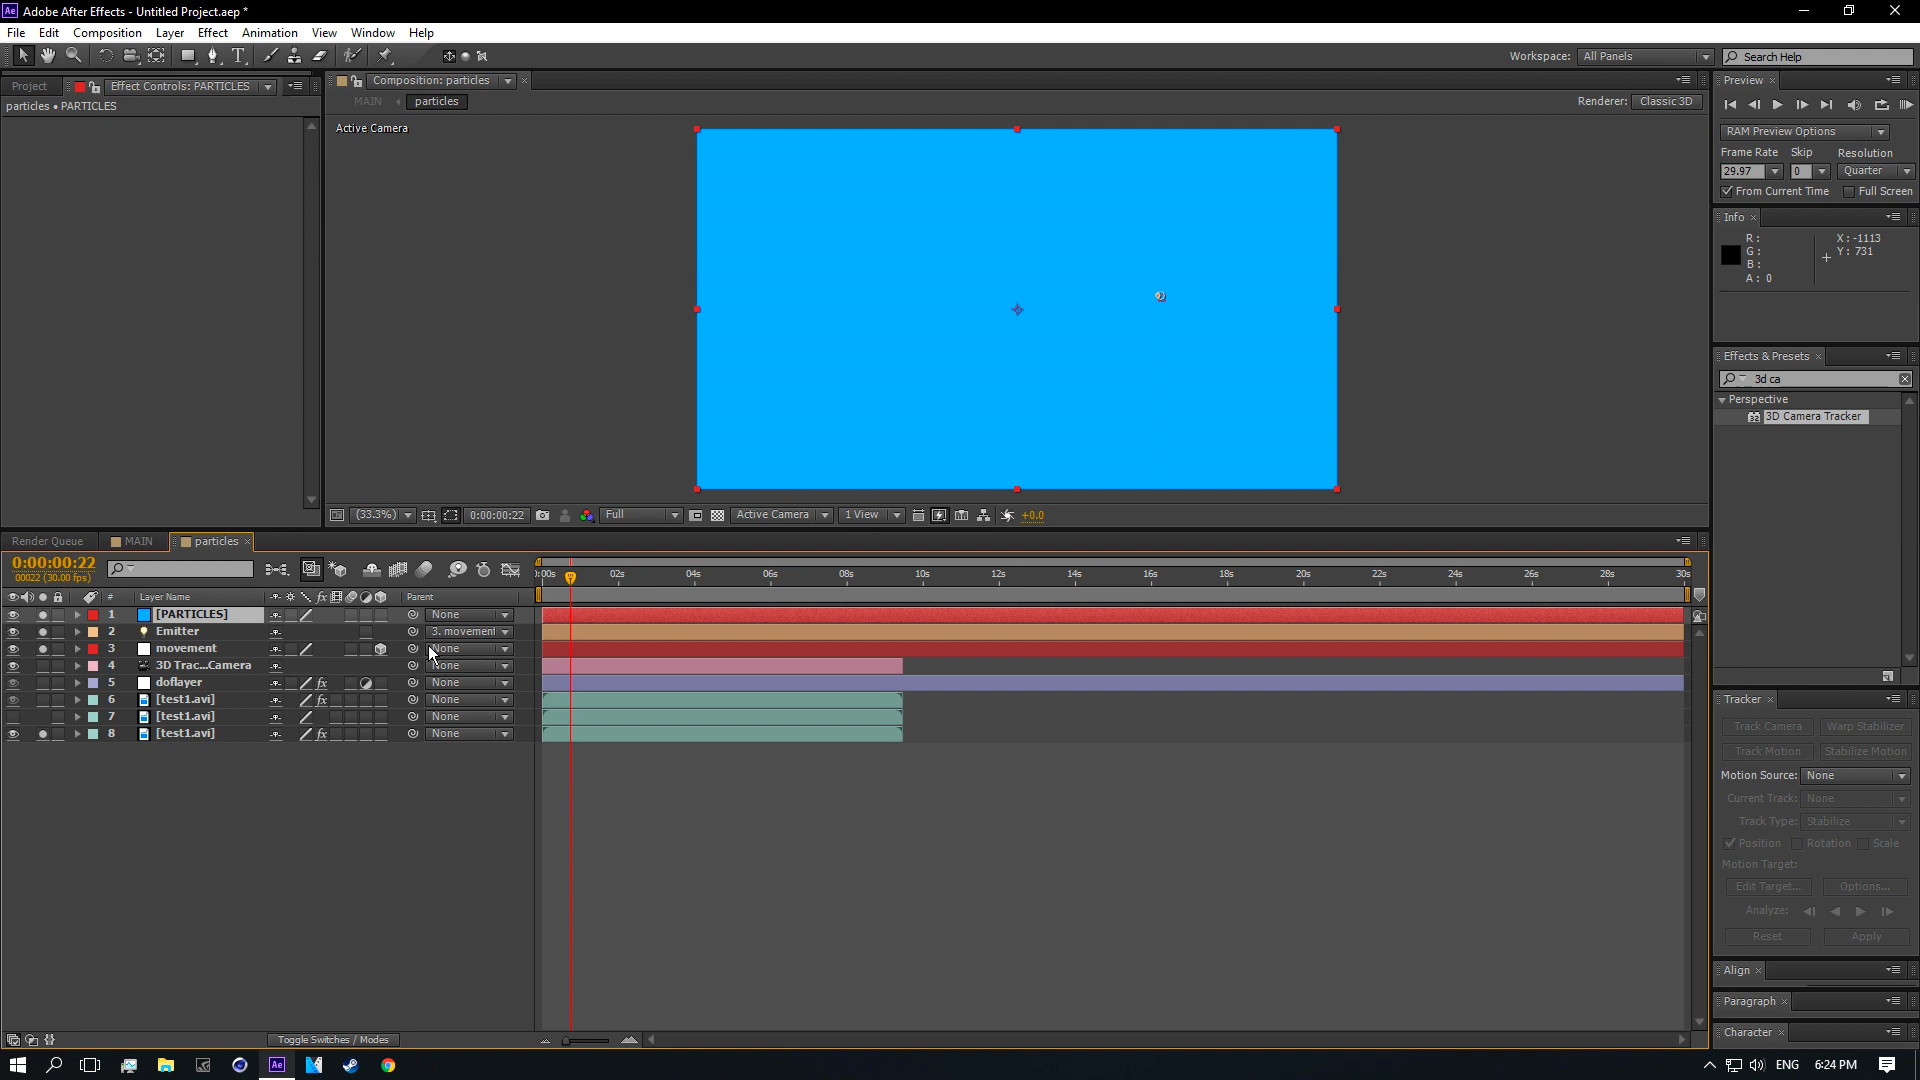 Ae Adobe After Effects - Untitled Project.aep *
File Edit Composition Layer Effect Animation View Window Help
Workspace: All Panels Search Help
Project Effect Controls: PARTICLES
particles • PARTICLES
Composition: particles
MAIN particles
Renderer: Classic 3D
Active Camera
(33.3%) 0:00:00:22 Full Active Camera 1 View +0.0
Preview
RAM Preview Options
Frame Rate Skip Resolution
29.97 0 Quarter
From Current Time Full Screen
Info
R:
G:
B:
A: 0
X: -1113
Y: 731
Effects & Presets
3d ca
Perspective
32 3D Camera Tracker
Tracker
Track Camera Warp Stabilizer
Track Motion Stabilize Motion
Motion Source: None
Current Track: None
Track Type: Stabilize
Position Rotation Scale
Motion Target:
Edit Target... Options...
Analyze:
Reset Apply
Align
Paragraph
Character
Render Queue MAIN particles
0:00:00:22
00022 (30.00 fps)
:00s 02s 04s 06s 08s 10s 12s 14s 16s 18s 20s 22s 24s 26s 28s 30s
# Layer Name fx Parent
1 [PARTICLES] None
2 Emitter 3. movement
3 movement None
4 3D Trac...Camera None
5 doflayer fx None
6 [test1.avi] fx None
7 [test1.avi] None
8 [test1.avi] fx None
Toggle Switches / Modes
Ae ENG 6:24 PM